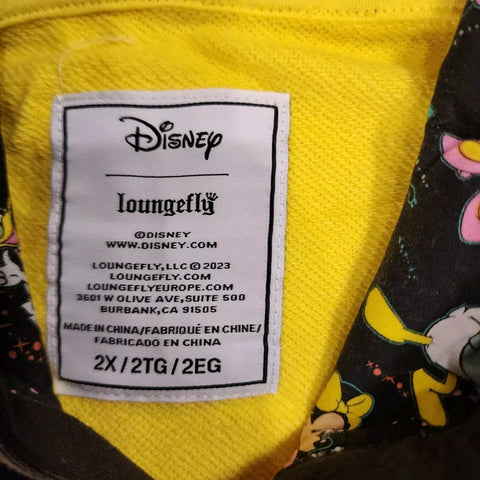 Disney
loungefly
©DISNEY
WWW.DISNEY.COM
LOUNGEFLY, LLC © 2023
LOUNGEFLY.COM
LOUNGEFLYEUROPE.COM
3601 W OLIVE AVE, SUITE 500
BURBANK, CA 91505
MADE IN CHINA/FABRIQUÉ EN CHINE/
FABRICADO EN CHINA
2X/2TG/2EG